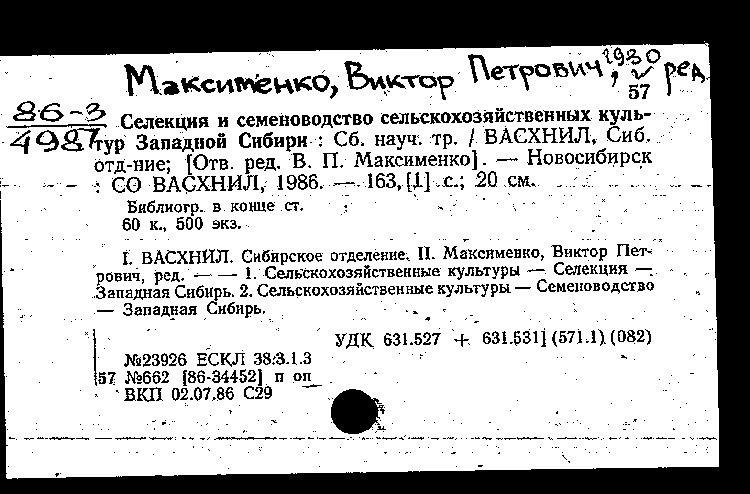 Максименко, Виктор Петрович, 1930 ред.
57
86-3
4987
Селекция и семеноводство сельскохозяйственных куль-
тур Западной Сибири : Сб. науч. тр. / ВАСХНИЛ, Сиб.
отд-ние; [Отв. ред. В. П. Максименко]. — Новосибирск
: СО ВАСХНИЛ, 1986. — 163, [1] с.; 20 см.
Библиогр. в конце ст.
60 к., 500 экз.
I. ВАСХНИЛ. Сибирское отделение. II. Максименко, Виктор Пет-
рович, ред. — — 1. Сельскохозяйственные культуры — Селекция —
Западная Сибирь. 2. Сельскохозяйственные культуры — Семеноводство
— Западная Сибирь.
УДК 631.527 + 631.531] (571.1) (082)
№23926 ЕСКЛ 38.3.1.3
57 №662 [86-34452] п оп
ВКП 02.07.86 С29